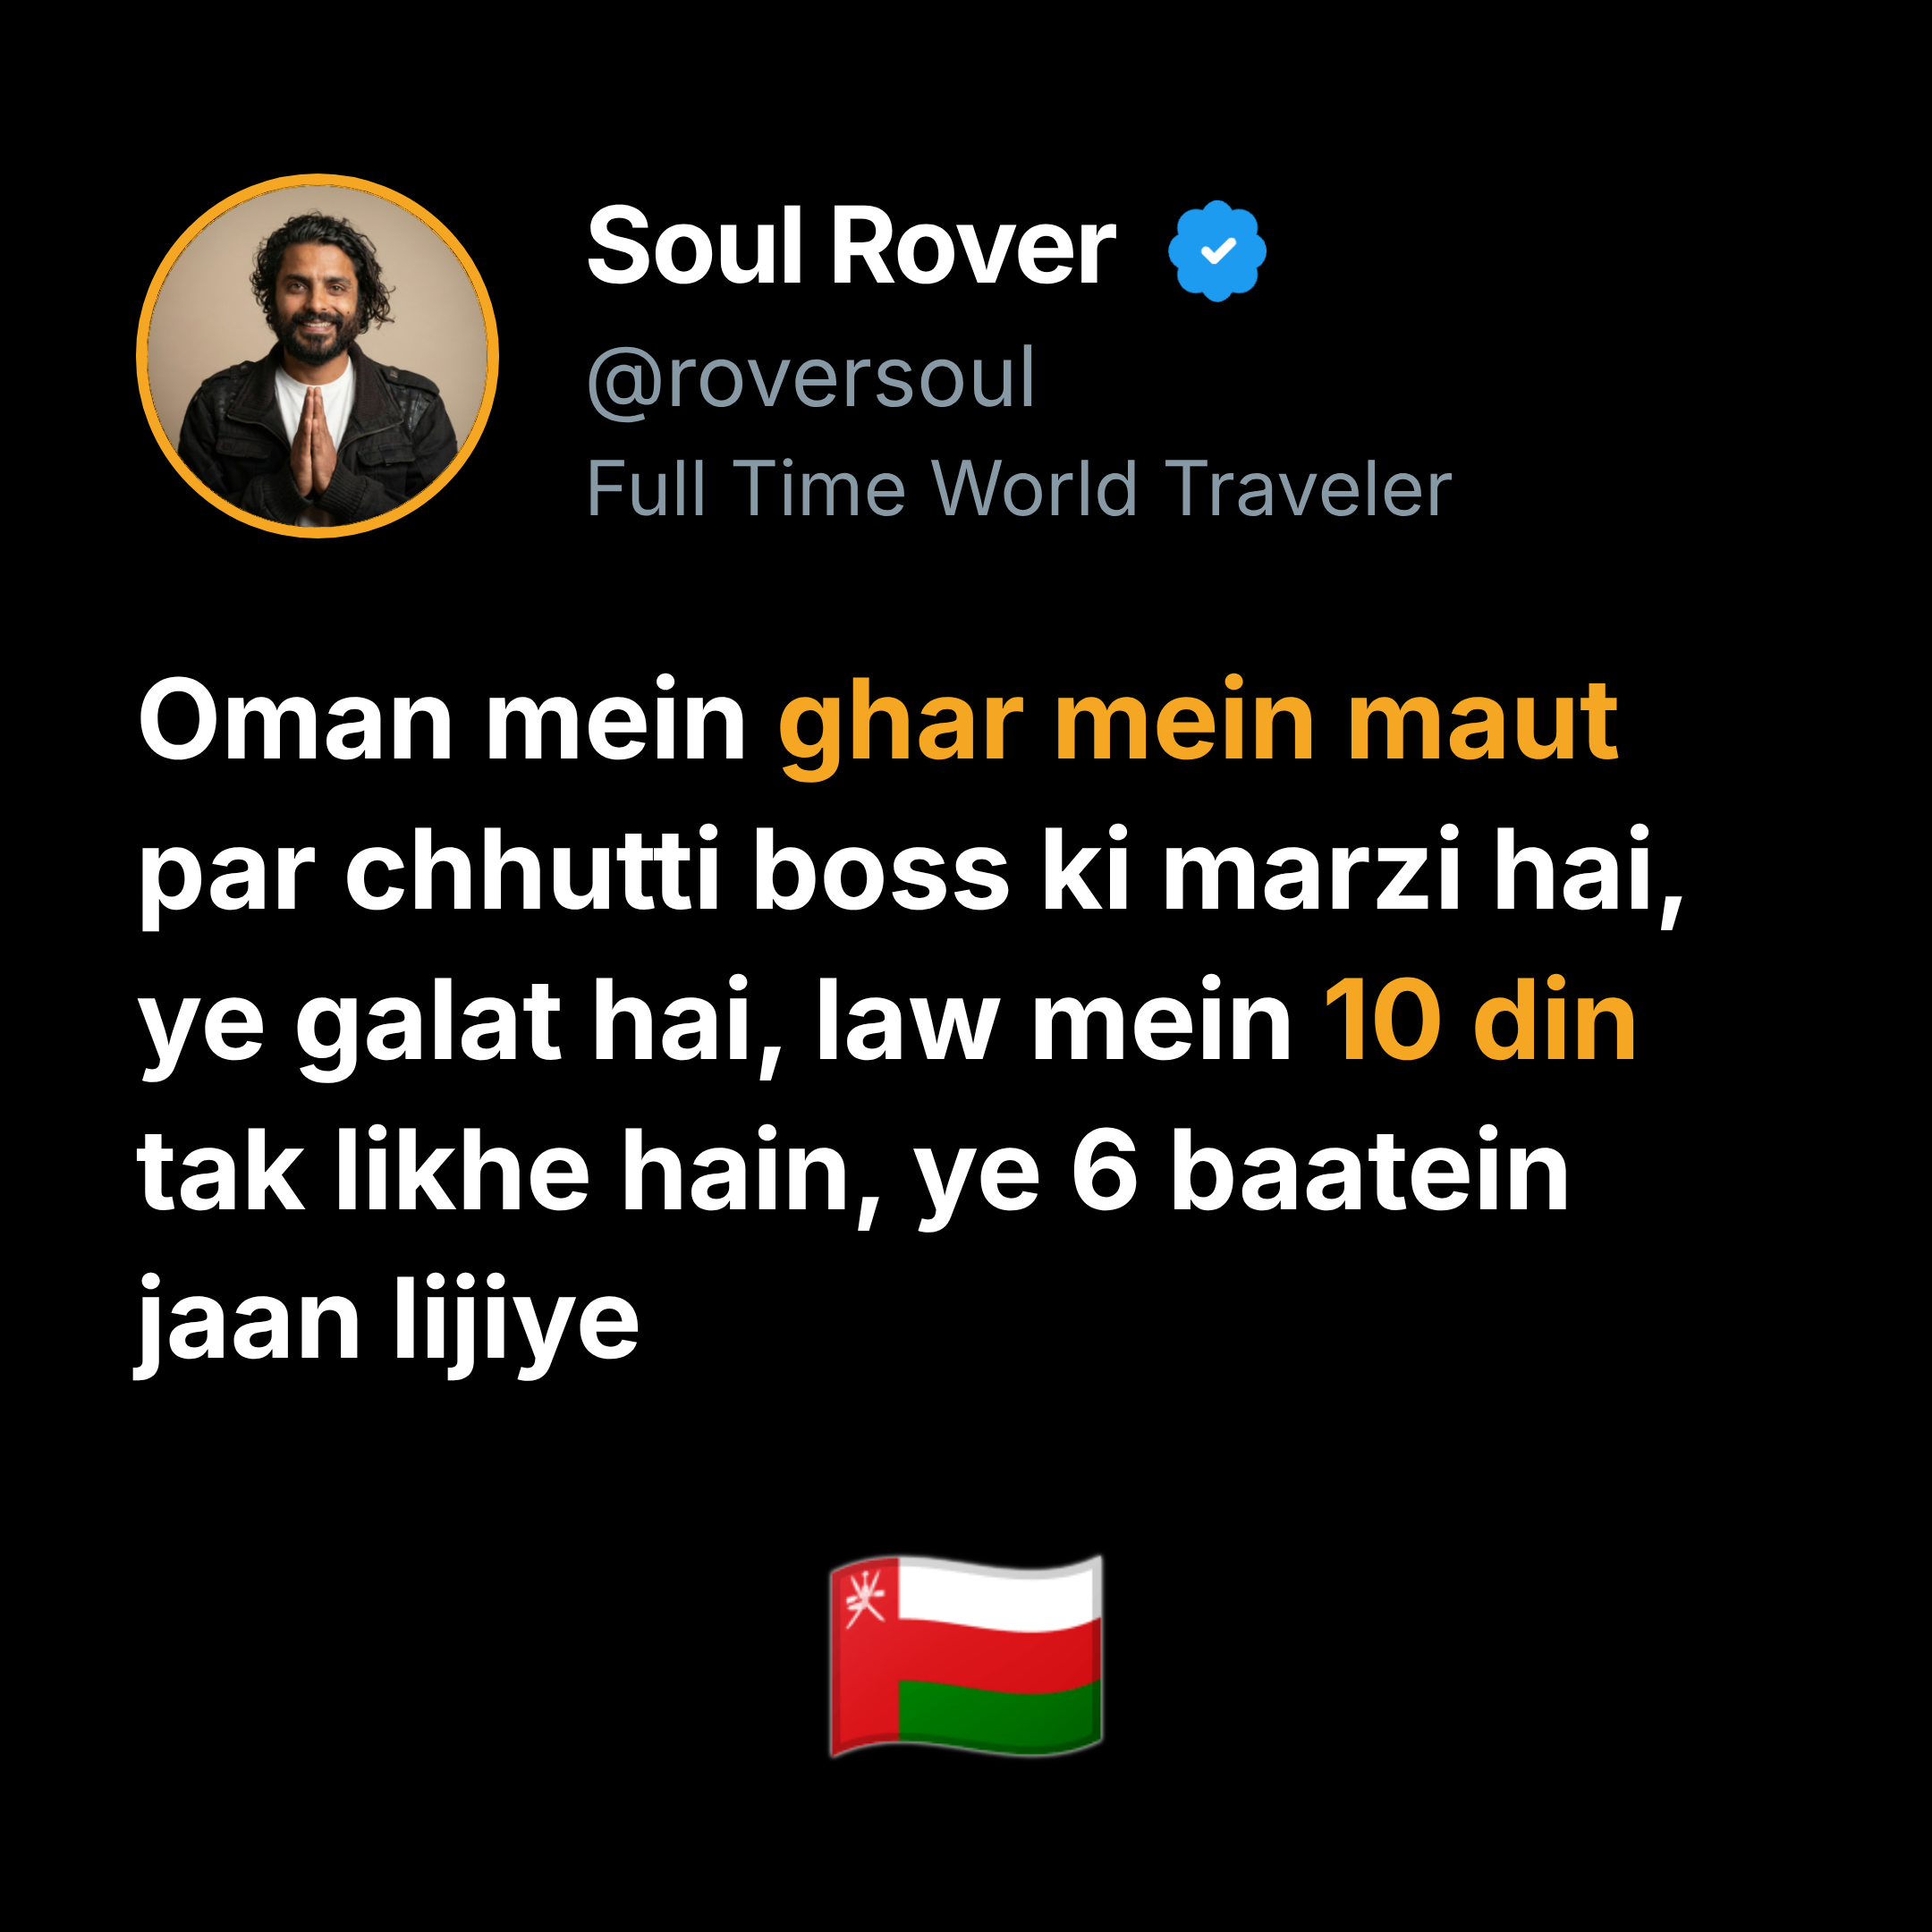 Soul Rover
@roversoul
Full Time World Traveler
Oman mein ghar mein maut
par chhutti boss ki marzi hai,
ye galat hai, law mein 10 din
tak likhe hain, ye 6 baatein
jaan lijiye